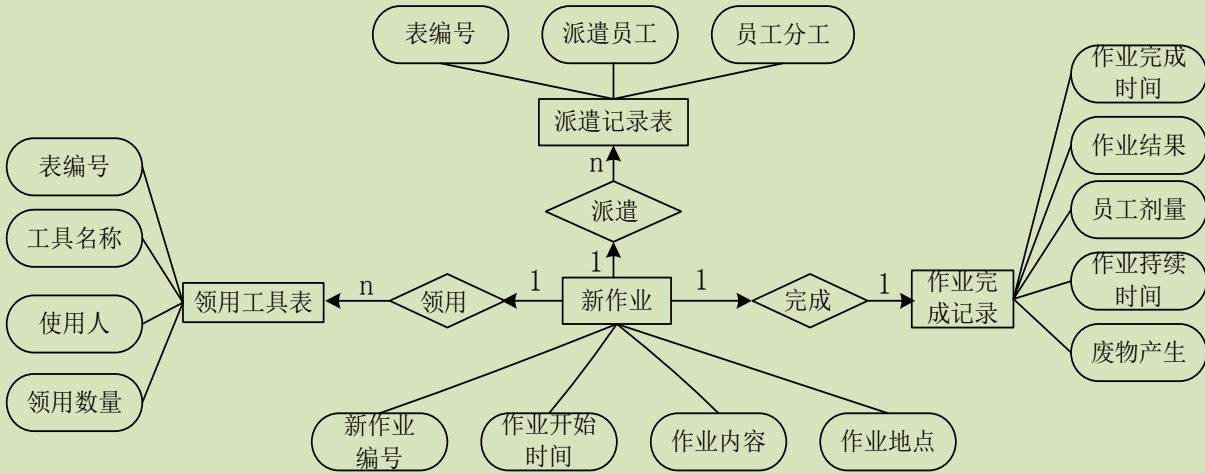 表编号
派遣员工
员工分工
派遣记录表
n
派遣
1
作业完成
时间
作业结果
员工剂量
作业持续
时间
废物产生
表编号
工具名称
使用人
领用数量
领用工具表
n
领用
1
新作业
1
完成
1
作业完
成记录
新作业
编号
作业开始
时间
作业内容
作业地点